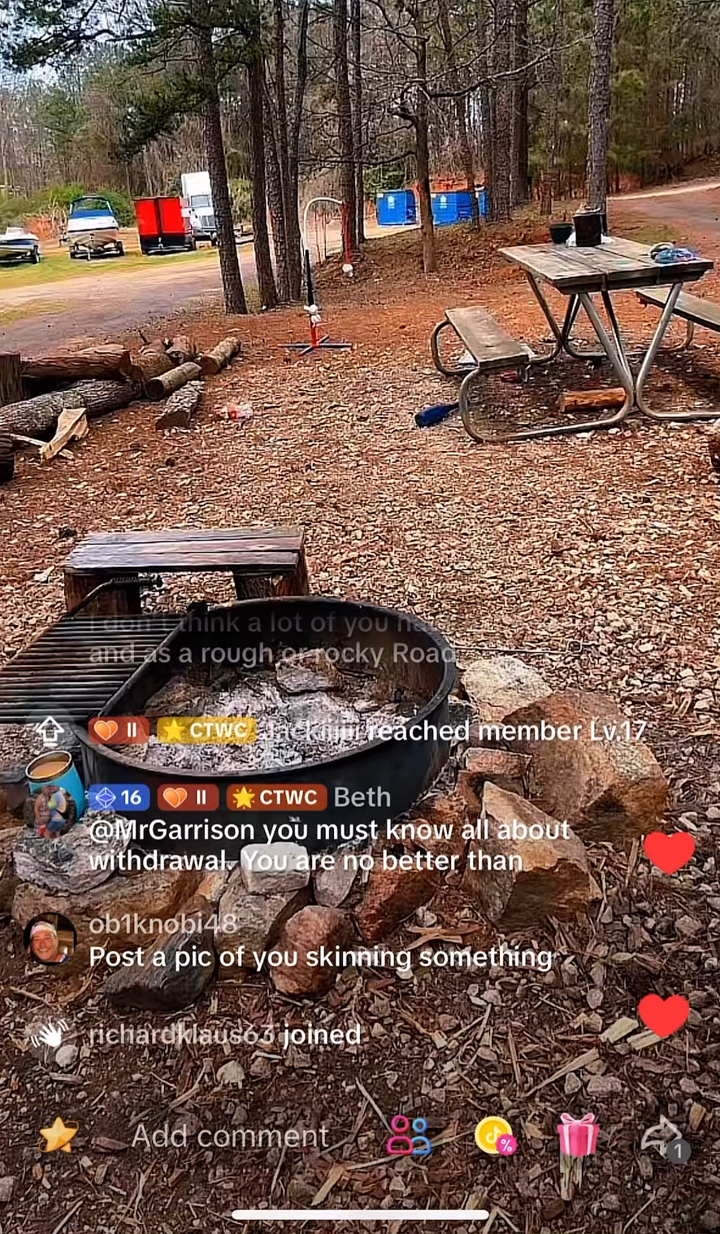 I don't think a lot of you ha
and as a rough or rocky Road
II CTWC Jackiiiii reached member Lv.17
16 II CTWC Beth
@MrGarrison you must know all about
withdrawal. You are no better than
ob1knobi48
Post a pic of you skinning something
richardklaus63 joined
Add comment
1